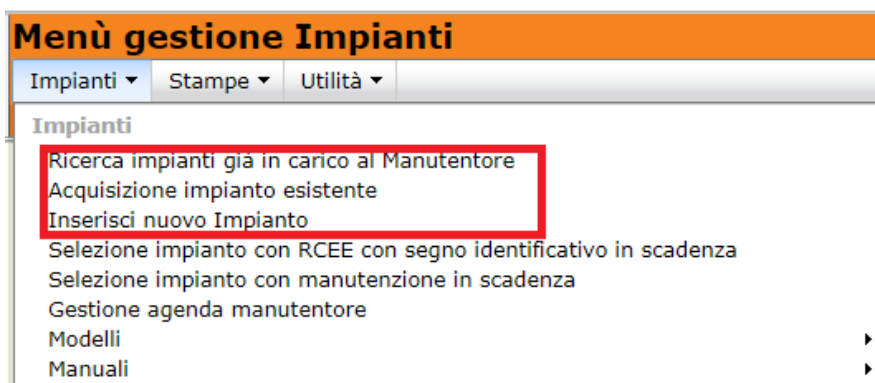 Menù gestione Impianti
Impianti Stampe Utilità
Impianti
Ricerca impianti già in carico al Manutentore
Acquisizione impianto esistente
Inserisci nuovo Impianto
Selezione impianto con RCEE con segno identificativo in scadenza
Selezione impianto con manutenzione in scadenza
Gestione agenda manutentore
Modelli
Manuali